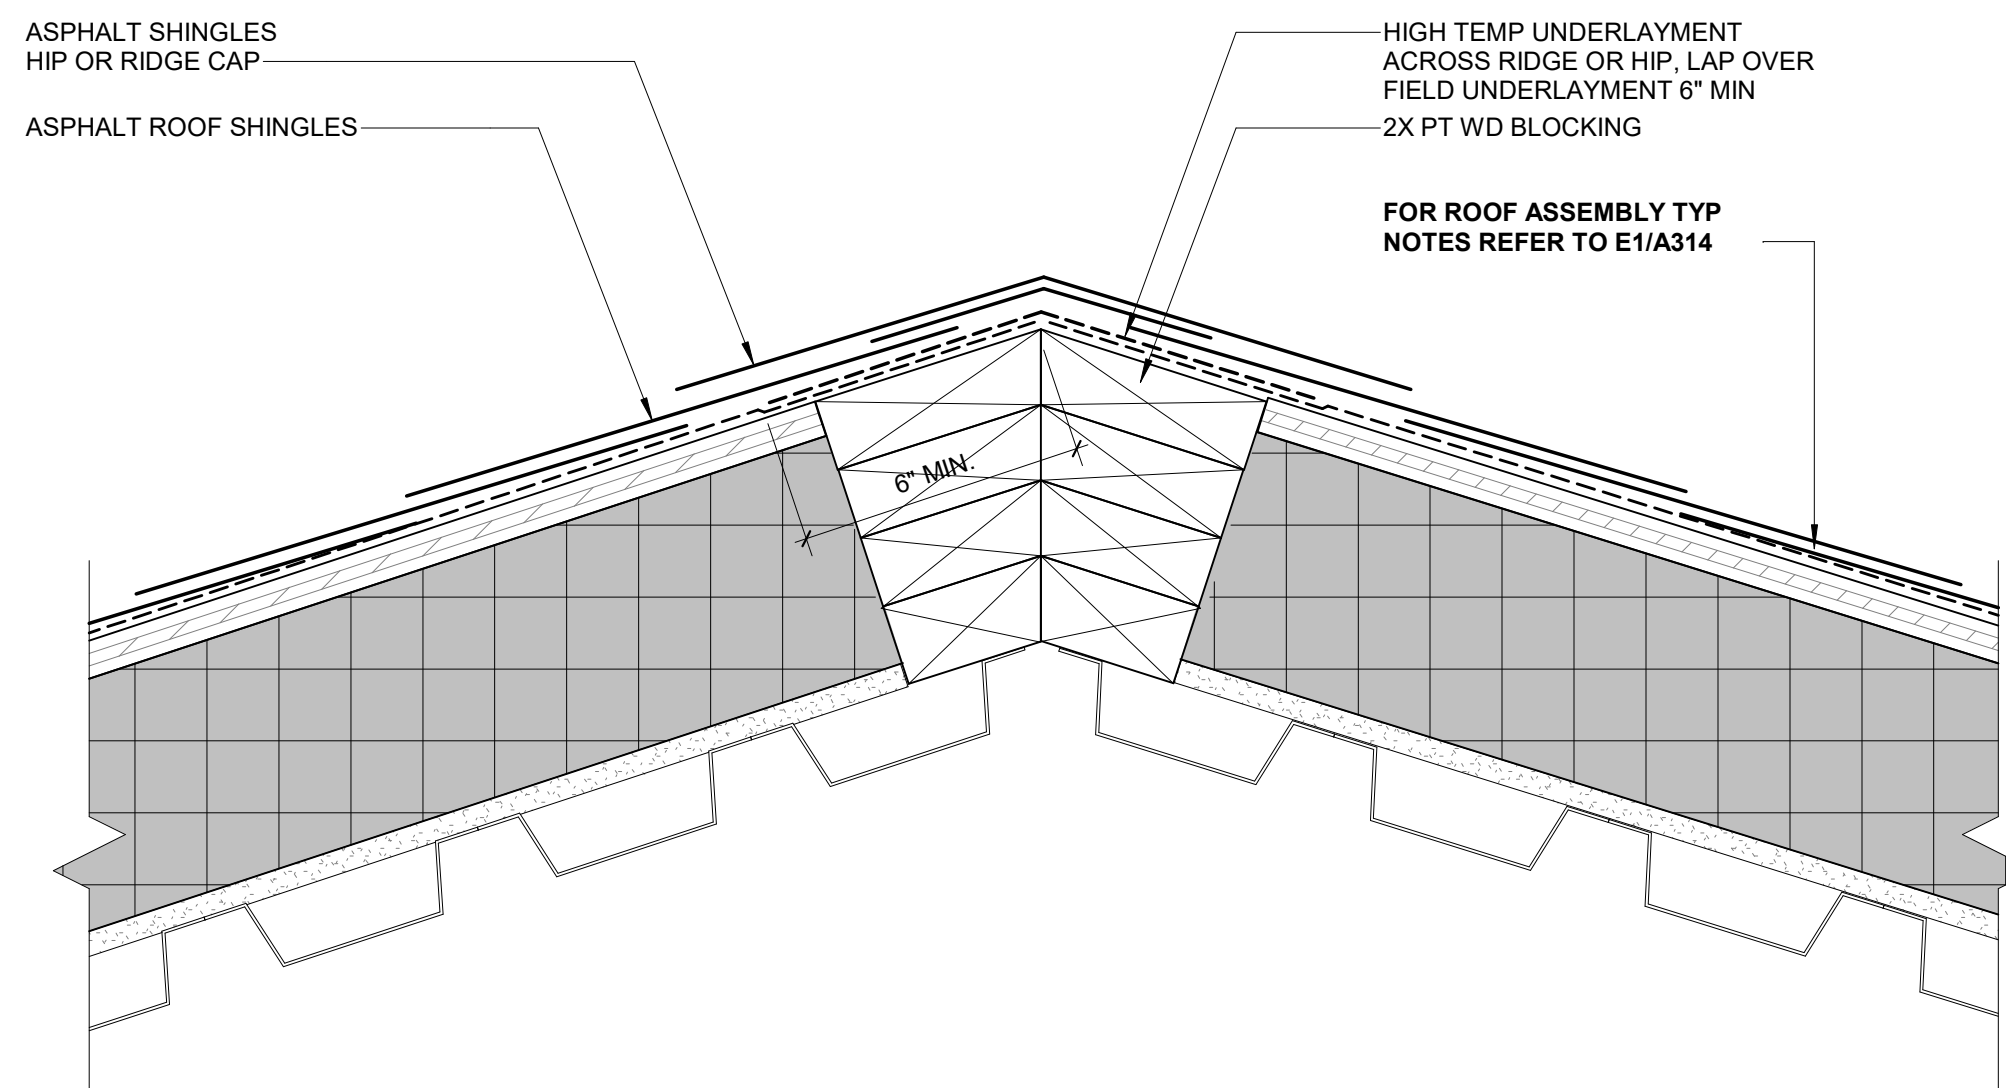 ASPHALT SHINGLES
HIP OR RIDGE CAP
ASPHALT ROOF SHINGLES
HIGH TEMP UNDERLAYMENT
ACROSS RIDGE OR HIP, LAP OVER
FIELD UNDERLAYMENT 6" MIN
2X PT WD BLOCKING
FOR ROOF ASSEMBLY TYP
NOTES REFER TO E1/A314
6" MIN.